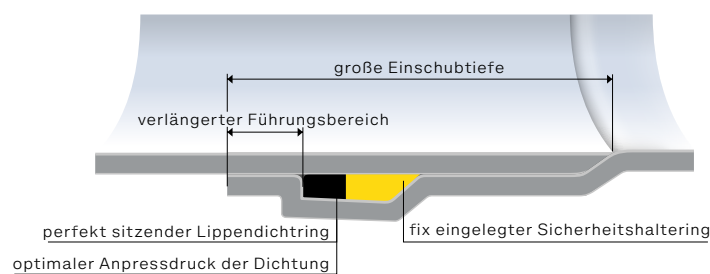 große Einschubtiefe
verlängerter Führungsbereich
perfekt sitzender Lippendichtring
fix eingelegter Sicherheitshaltering
optimaler Anpressdruck der Dichtung